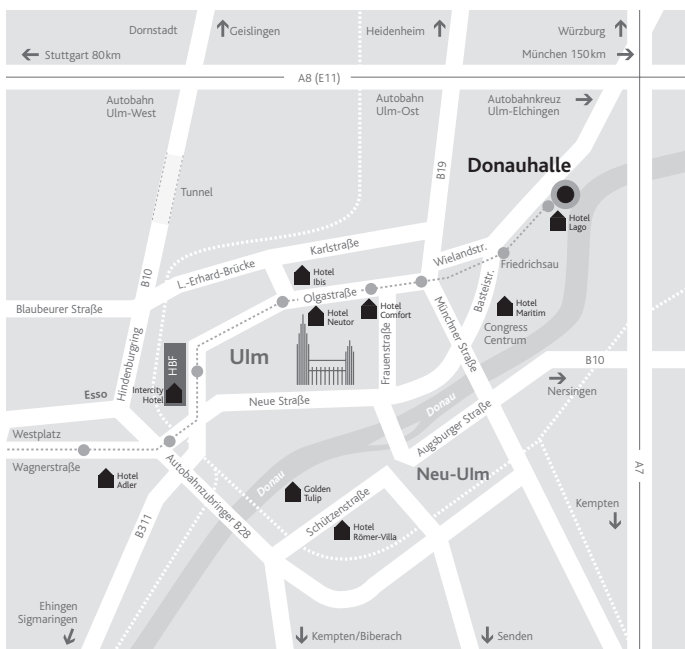 Dornstadt
Geislingen
Heidenheim
Würzburg
Stuttgart 80km
München 150km
A8 (E11)
Autobahn
Ulm-West
Autobahn
Ulm-Ost
Autobahnkreuz
Ulm-Elchingen
Donauhalle
B19
Tunnel
Hotel
Lago
Karlstraße
Wielandstr.
Friedrichsau
L.-Erhard-Brücke
B10
Hotel
Ibis
Basteistr.
Olgastraße
Blaubeurer Straße
Hotel
Neutor
Hotel
Comfort
Hotel
Maritim
Münchner Straße
Congress
Centrum
Hindenburgring
Frauenstraße
HBF
Ulm
B10
Intercity
Hotel
Esso
Neue Straße
Donau
Nersingen
Augsburger Straße
Westplatz
Wagnerstraße
Neu-Ulm
A7
Hotel
Adler
Autobahnzubringer B28
Donau
Golden
Tulip
Schützenstraße
Kempten
B311
Hotel
Römer-Villa
Ehingen
Sigmaringen
Kempten/Biberach
Senden